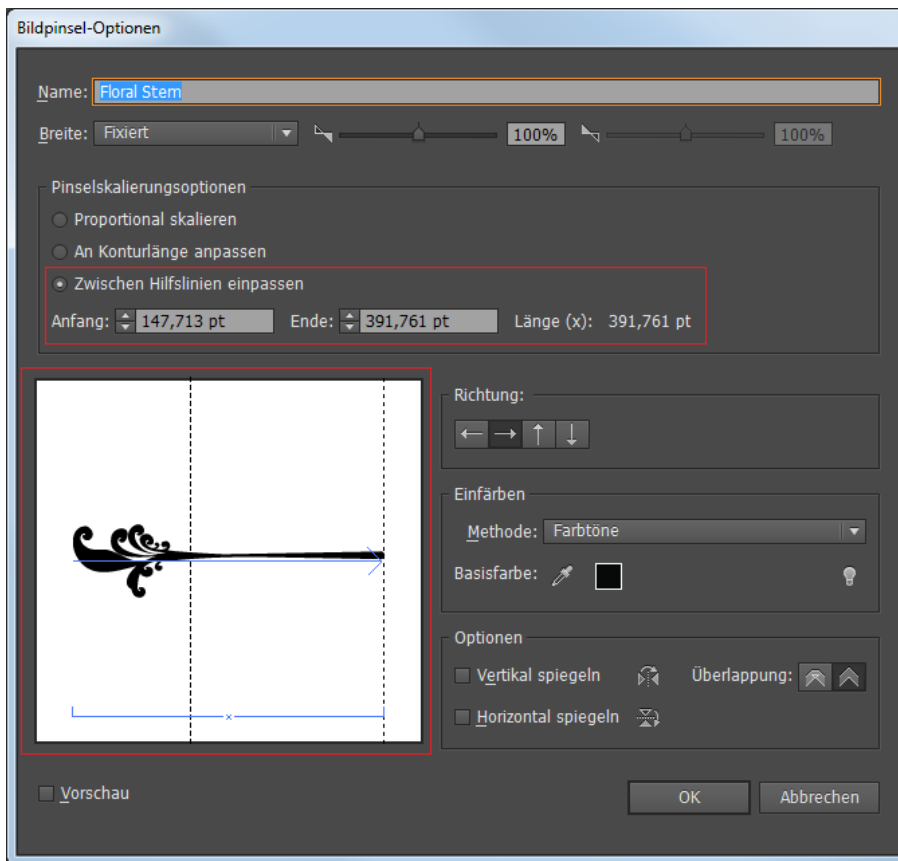 Bildpinsel-Optionen
Name: Floral Stem
Breite: Fixiert 100% 100%
Pinselskalierungsoptionen
Proportional skalieren
An Konturlänge anpassen
Zwischen Hilfslinien einpassen
Anfang: 147,713 pt Ende: 391,761 pt Länge (x): 391,761 pt
Richtung:
Einfärben
Methode: Farbtöne
Basisfarbe:
Optionen
Vertikal spiegeln Überlappung:
Horizontal spiegeln
x
Vorschau OK Abbrechen